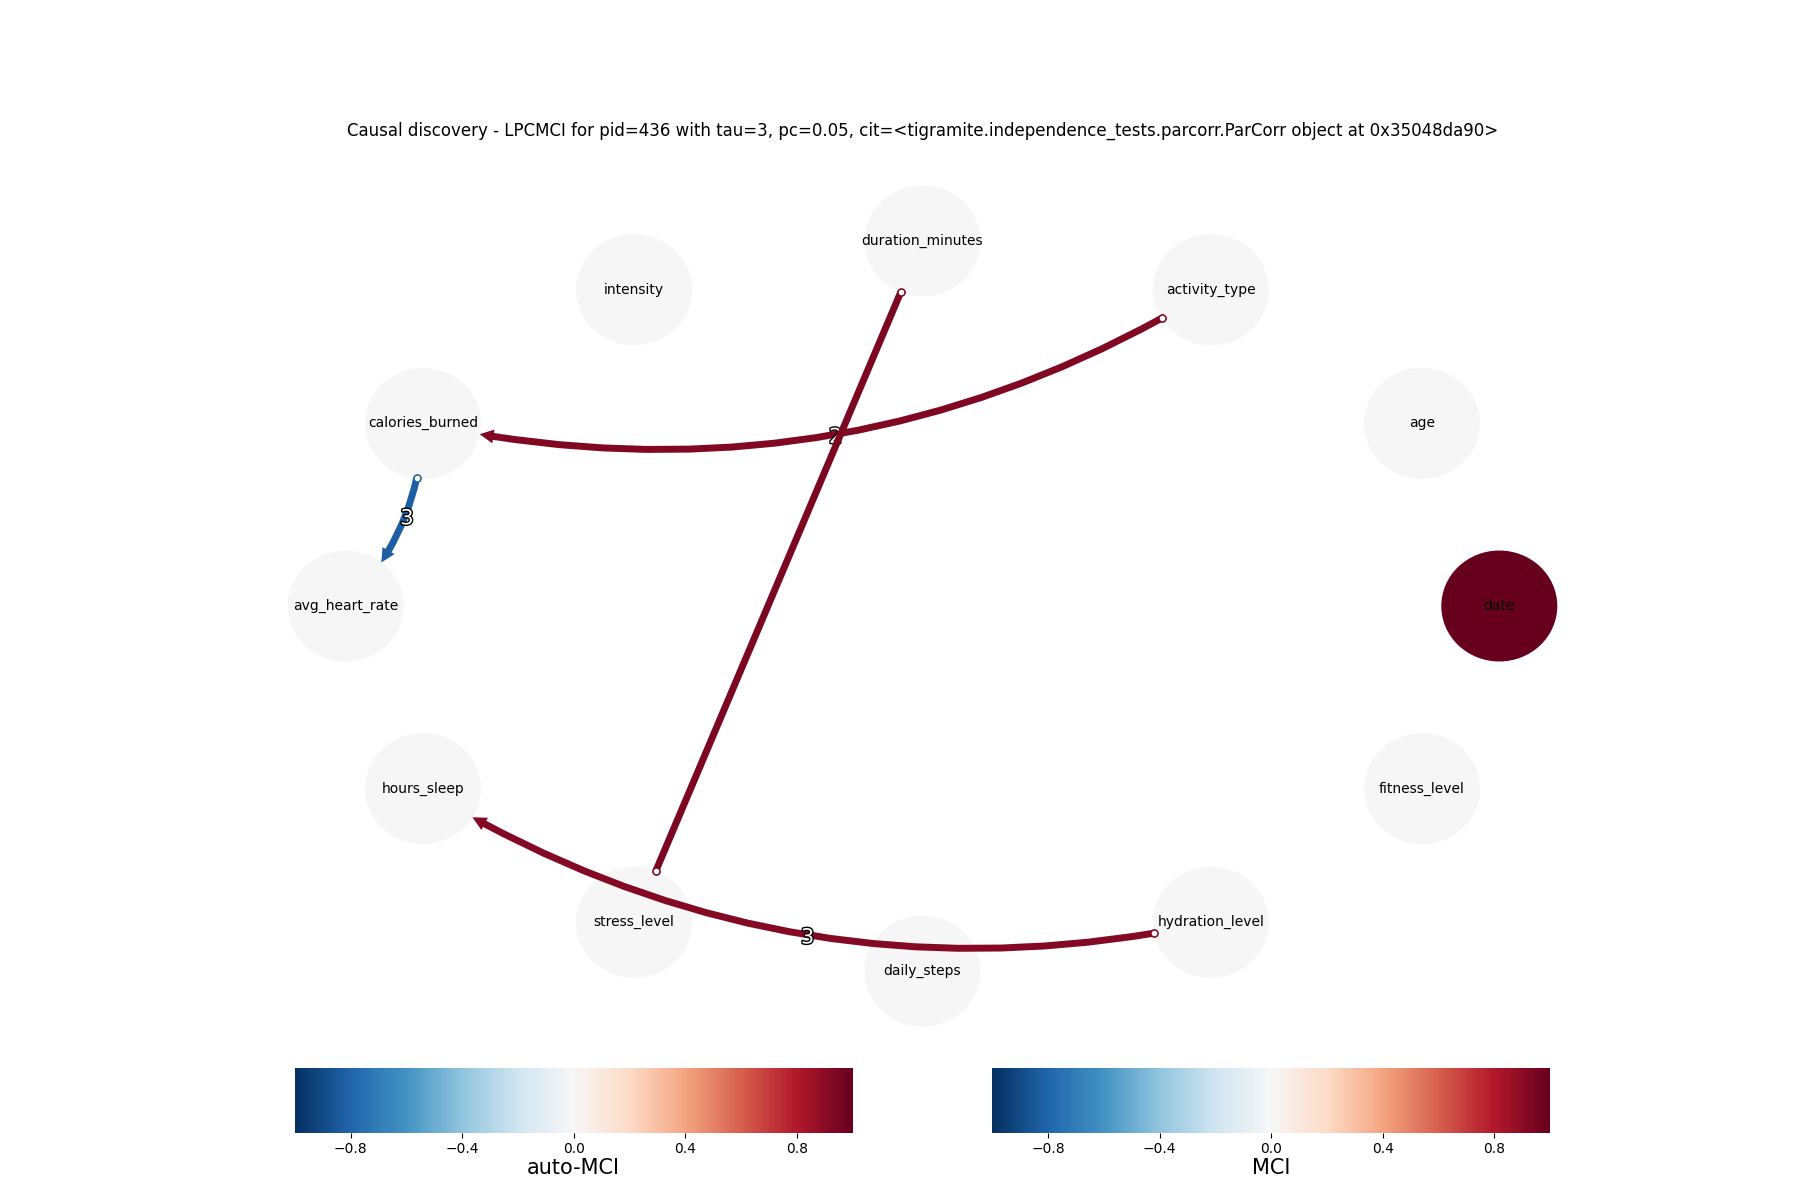 Causal discovery - LPCMCI for pid=436 with tau=3, pc=0.05, cit=<tigramite.independence_tests.parcorr.ParCorr object at 0x35048da90>
duration_minutes
intensity
activity_type
calories_burned
age
2
3
avg_heart_rate
date
hours_sleep
fitness_level
stress_level
hydration_level
3
daily_steps
−0.8 −0.4 0.0 0.4 0.8
auto-MCI
−0.8 −0.4 0.0 0.4 0.8
MCI